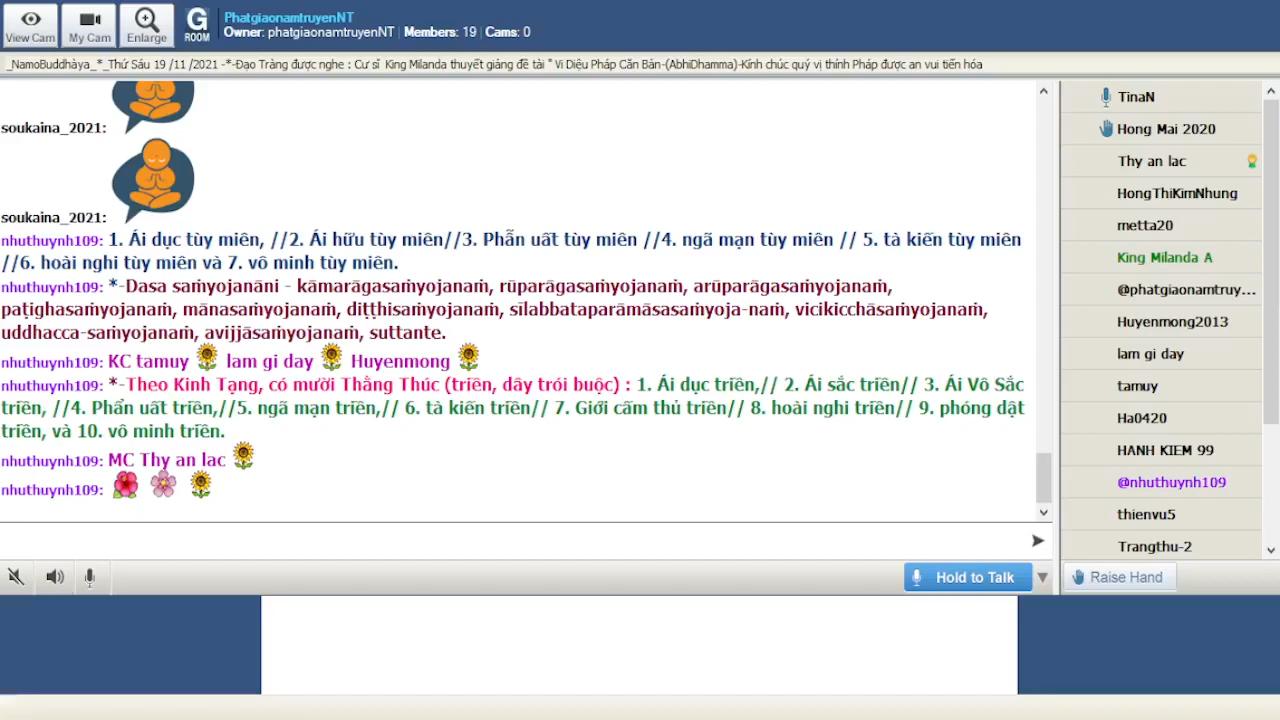 View Cam
My Cam
Enlarge
G
ROOM
PhatgiaonamtruyenNT
Owner: phatgiaonamtruyenNT | Members: 19 | Cams: 0
_NamoBuddhàya_*_Thứ Sáu 19 /11 /2021 -*-Đạo Tràng được nghe : Cư sĩ King Milanda thuyết giảng đề tài " Vi Diệu Pháp Căn Bản-(AbhiDhamma)-Kính chúc quý vị thính Pháp được an vui tiến hóa
soukaina_2021:
soukaina_2021:
nhuthuynh109: 1. Ái dục tùy miên, //2. Ái hữu tùy miên//3. Phẫn uất tùy miên //4. ngã mạn tùy miên // 5. tà kiến tùy miên
//6. hoài nghi tùy miên và 7. vô minh tùy miên.
nhuthuynh109: *-Dasa saṁyojanāni - kāmarāgasaṁyojanaṁ, rūparāgasaṁyojanaṁ, arūparāgasaṁyojanaṁ,
paṭighasaṁyojanaṁ, mānasaṁyojanaṁ, diṭṭhisaṁyojanaṁ, sīlabbataparāmāsasaṁyoja-naṁ, vicikicchāsaṁyojanaṁ,
uddhacca-saṁyojanaṁ, avijjāsaṁyojanaṁ, suttante.
nhuthuynh109: KC tamuy lam gi day Huyenmong
nhuthuynh109: *-Theo Kinh Tạng, có mười Thằng Thúc (triền, dây trói buộc) : 1. Ái dục triền,// 2. Ái sắc triền// 3. Ái Vô Sắc
triền, //4. Phẩn uất triền,//5. ngã mạn triền,// 6. tà kiến triền// 7. Giới cấm thủ triền// 8. hoài nghi triền// 9. phóng dật
triền, và 10. vô minh triền.
nhuthuynh109: MC Thy an lac
nhuthuynh109:
Hold to Talk
TinaN
Hong Mai 2020
Thy an lac
HongThiKimNhung
metta20
King Milanda A
@phatgiaonamtruy...
Huyenmong2013
lam gi day
tamuy
Ha0420
HANH KIEM 99
@nhuthuynh109
thienvu5
Trangthu-2
Raise Hand